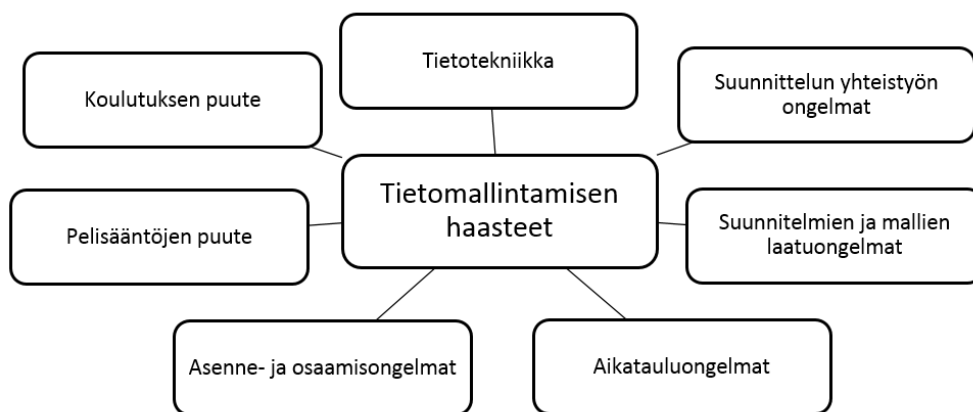 Tietotekniikka
Koulutuksen puute
Suunnittelun yhteistyön
ongelmat
Tietomallintamisen
haasteet
Pelisääntöjen puute
Suunnitelmien ja mallien
laatuongelmat
Asenne- ja osaamisongelmat
Aikatauluongelmat